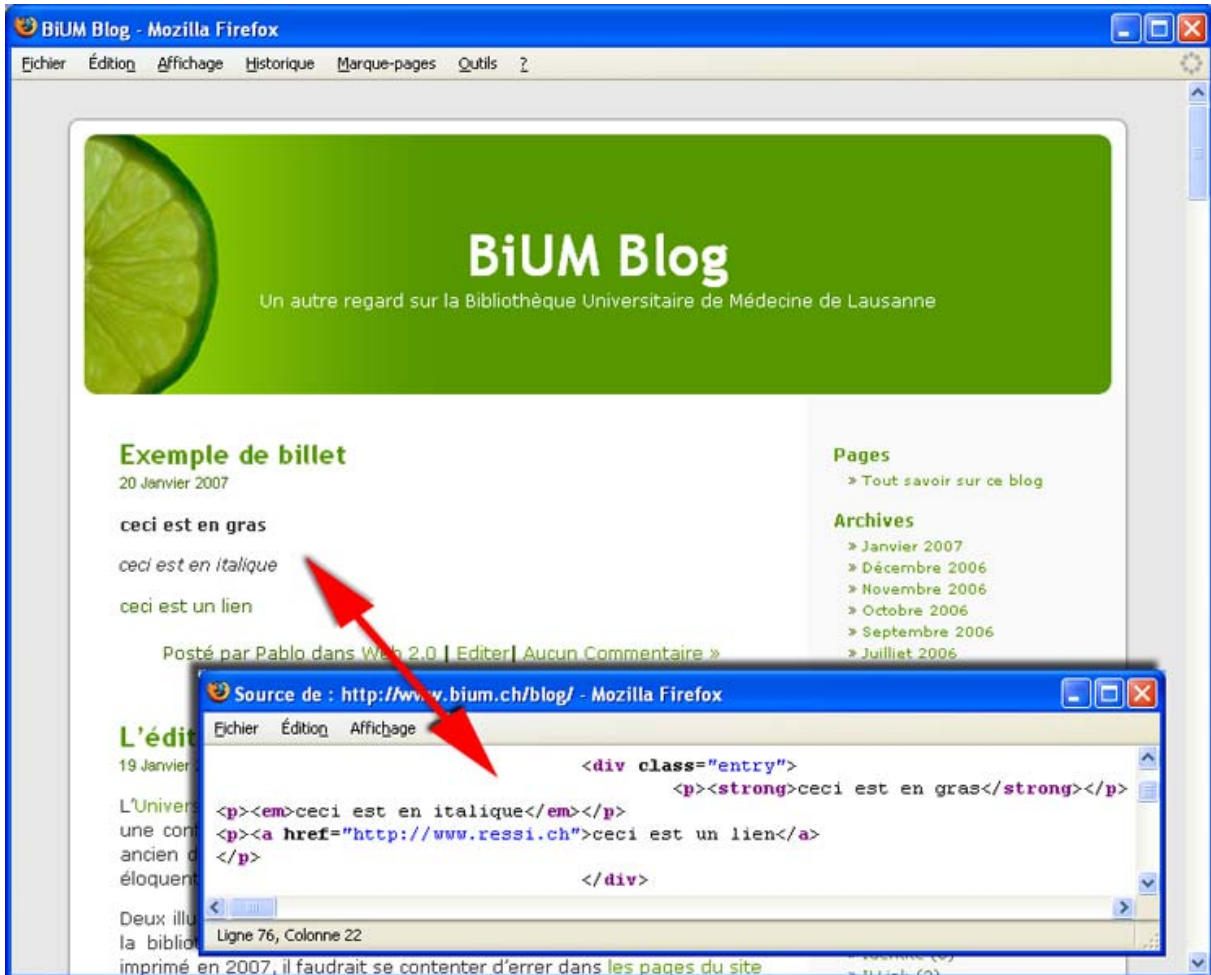 BiUM Blog - Mozilla Firefox
Fichier Édition Affichage Historique Marque-pages Outils ?
BiUM Blog
Un autre regard sur la Bibliothèque Universitaire de Médecine de Lausanne
Exemple de billet
20 Janvier 2007
ceci est en gras
ceci est en italique
ceci est un lien
Posté par Pablo dans Web 2.0 | Editer| Aucun Commentaire »
Pages
» Tout savoir sur ce blog
Archives
» Janvier 2007
» Décembre 2006
» Novembre 2006
» Octobre 2006
» Septembre 2006
» Juilliet 2006
L'édit
19 Janvier
L'Univers
une con
ancien d
éloquent
Deux illu
la biblio
imprimé en 2007, il faudrait se contenter d'errer dans les pages du site
Source de : http://www.bium.ch/blog/ - Mozilla Firefox
Fichier Édition Affichage
<div class="entry">
<p><strong>ceci est en gras</strong></p>
<p><em>ceci est en italique</em></p>
<p><a href="http://www.ressi.ch">ceci est un lien</a>
</p>
</div>
Ligne 76, Colonne 22